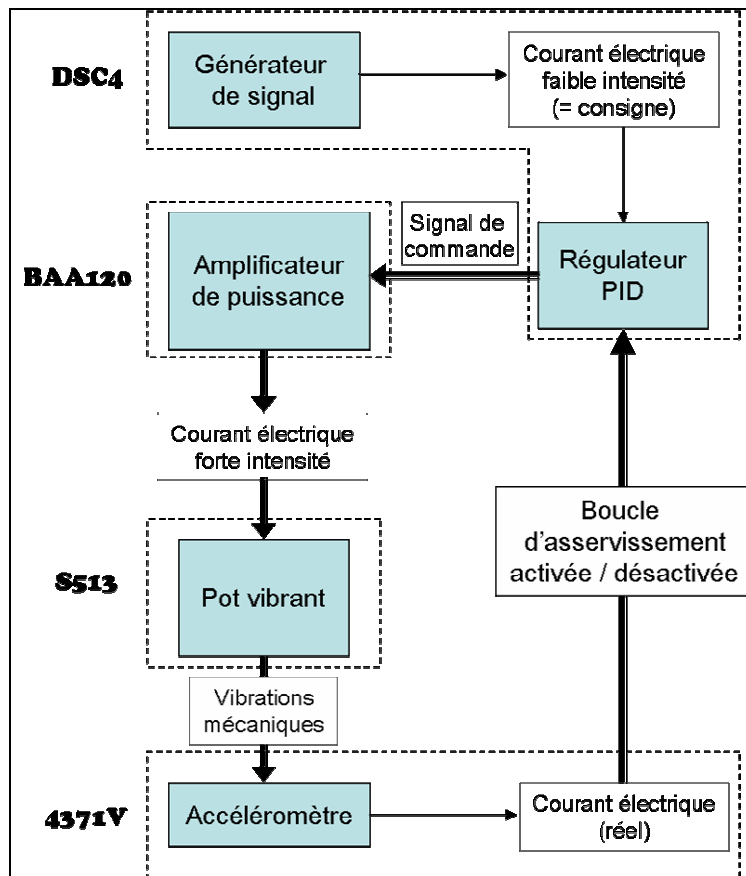 DSC4
Générateur
de signal
Courant électrique
faible intensité
(= consigne)
BAA120
Amplificateur
de puissance
Signal de
commande
Régulateur
PID
Courant électrique
forte intensité
S513
Pot vibrant
Boucle
d'asservissement
activée / désactivée
Vibrations
mécaniques
4371V
Accéléromètre
Courant électrique
(réel)